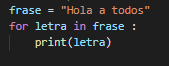 frase = "Hola a todos"
for letra in frase :
    print(letra)